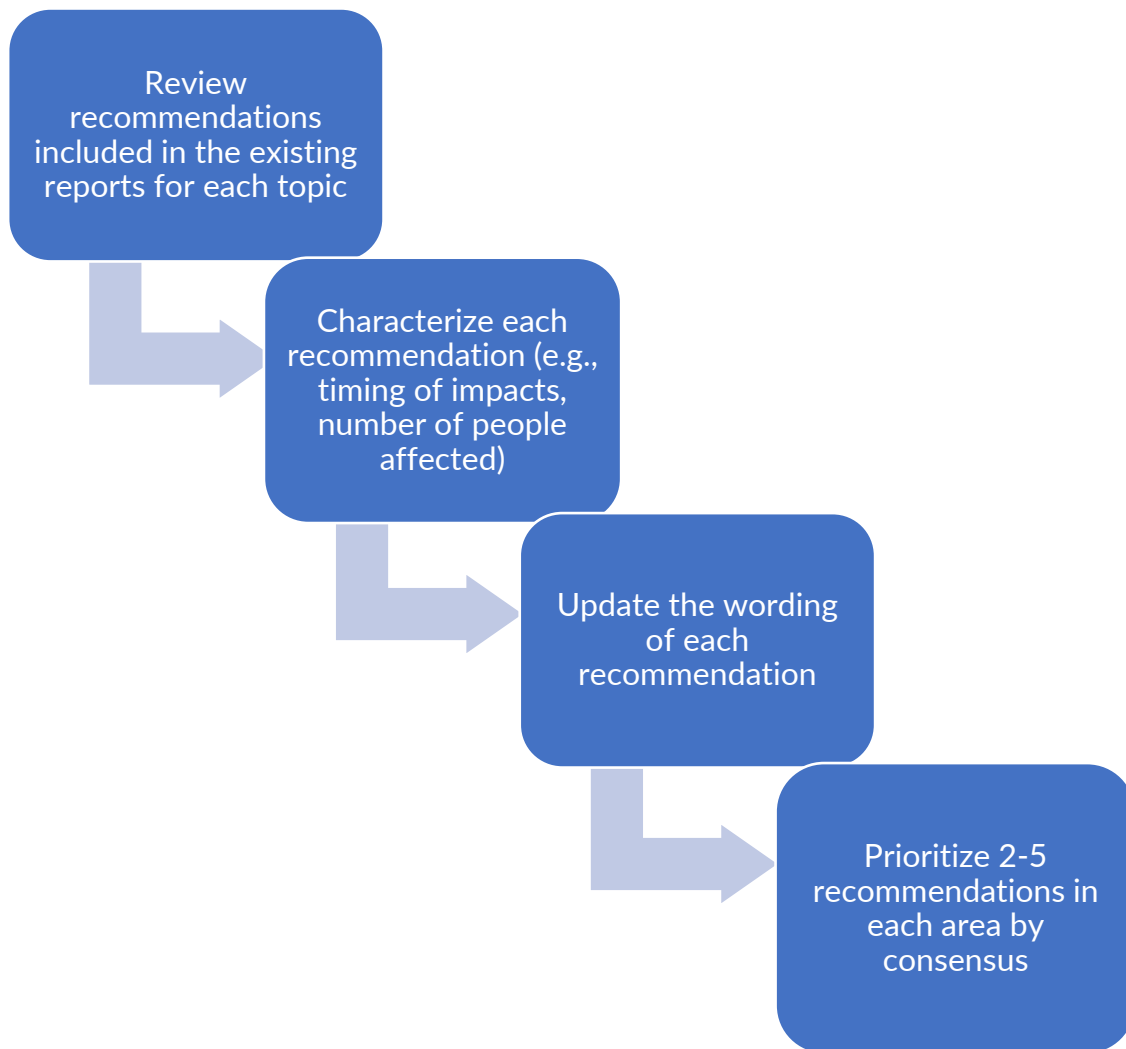 Review
recommendations
included in the existing
reports for each topic
Characterize each
recommendation (e.g.,
timing of impacts,
number of people
affected)
Update the wording
of each
recommendation
Prioritize 2-5
recommendations in
each area by
consensus